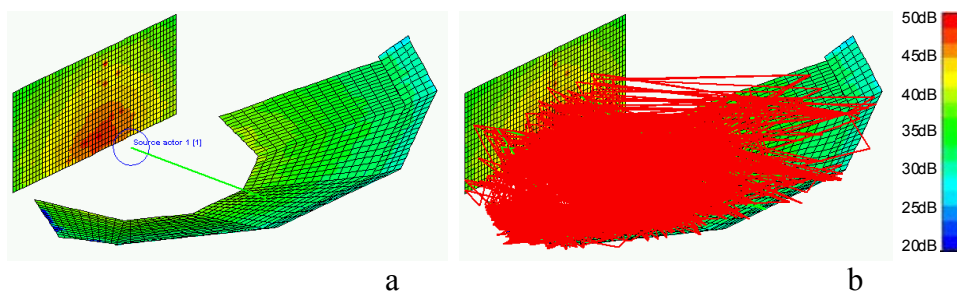 Source actor 1 [1]
a
b
50dB
45dB
40dB
35dB
30dB
25dB
20dB